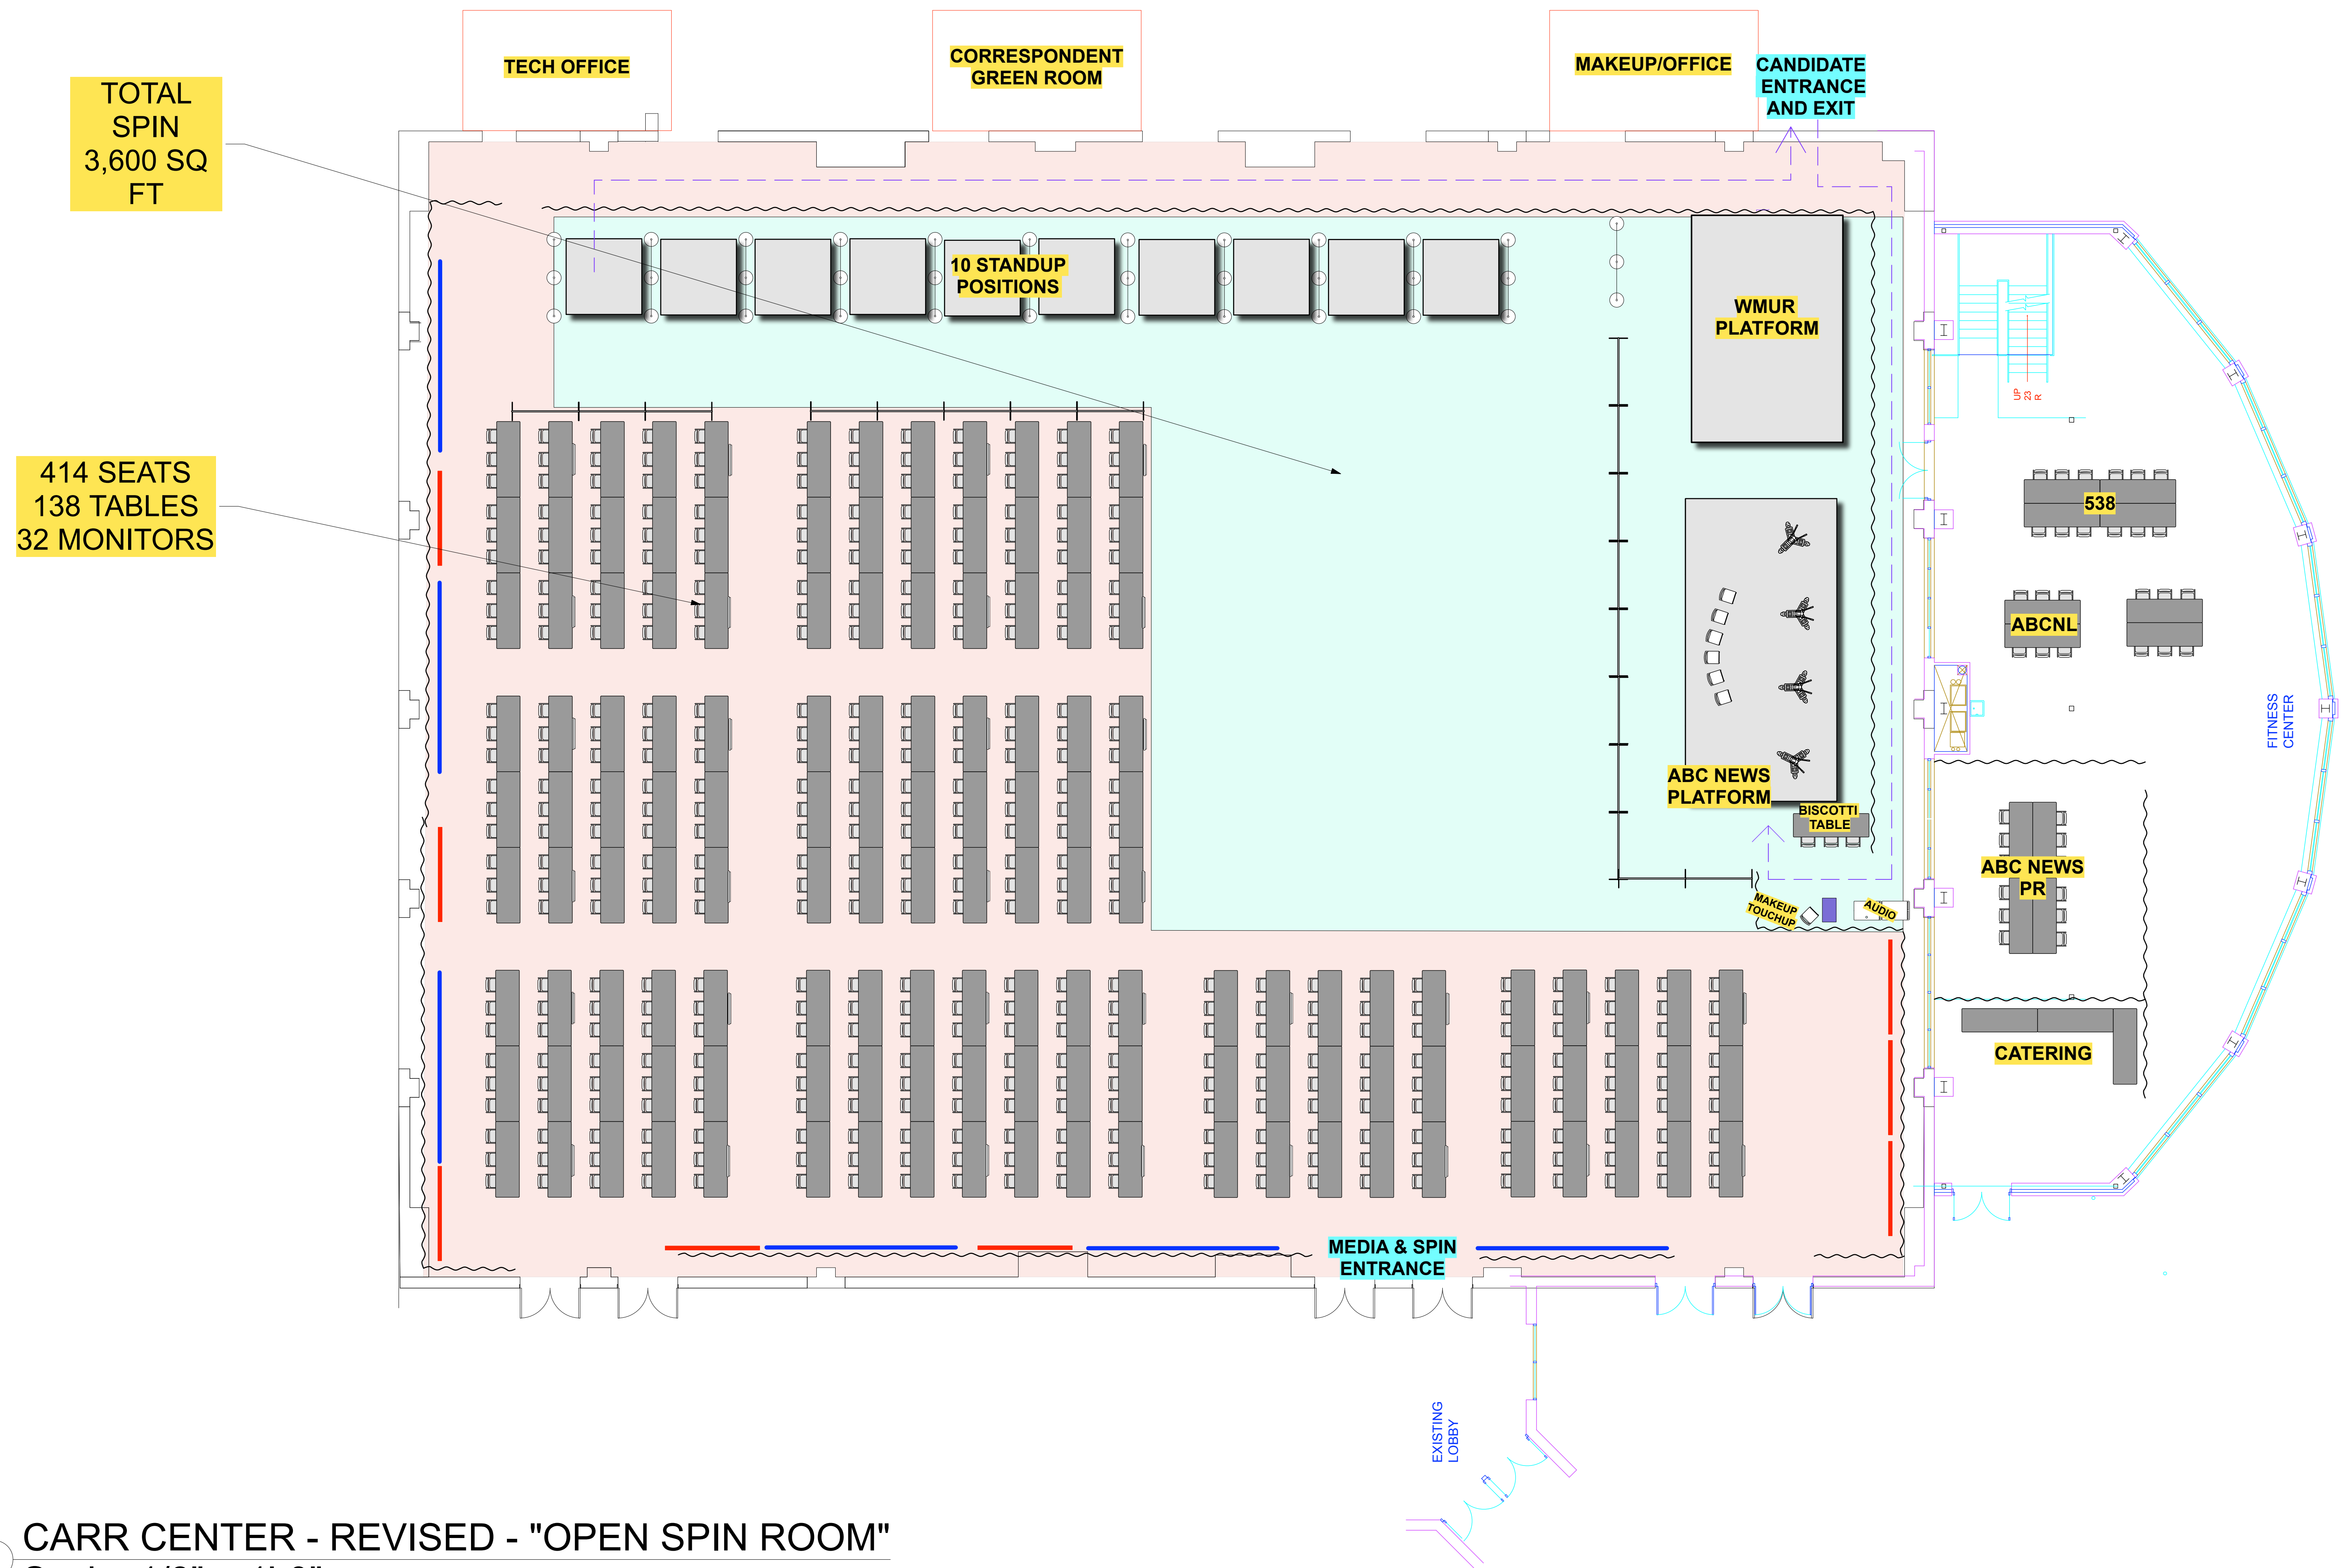 TECH OFFICE
CORRESPONDENT
GREEN ROOM
MAKEUP/OFFICE
CANDIDATE
ENTRANCE
AND EXIT
TOTAL
SPIN
3,600 SQ
FT
10 STANDUP
POSITIONS
WMUR
PLATFORM
UP
23
R
414 SEATS
138 TABLES
32 MONITORS
538
ABCNL
FITNESS
CENTER
ABC NEWS
PLATFORM
BISCOTTI
TABLE
ABC NEWS
PR
MAKEUP
TOUCHUP
AUDIO
CATERING
MEDIA & SPIN
ENTRANCE
EXISTING
LOBBY
CARR CENTER - REVISED - "OPEN SPIN ROOM"